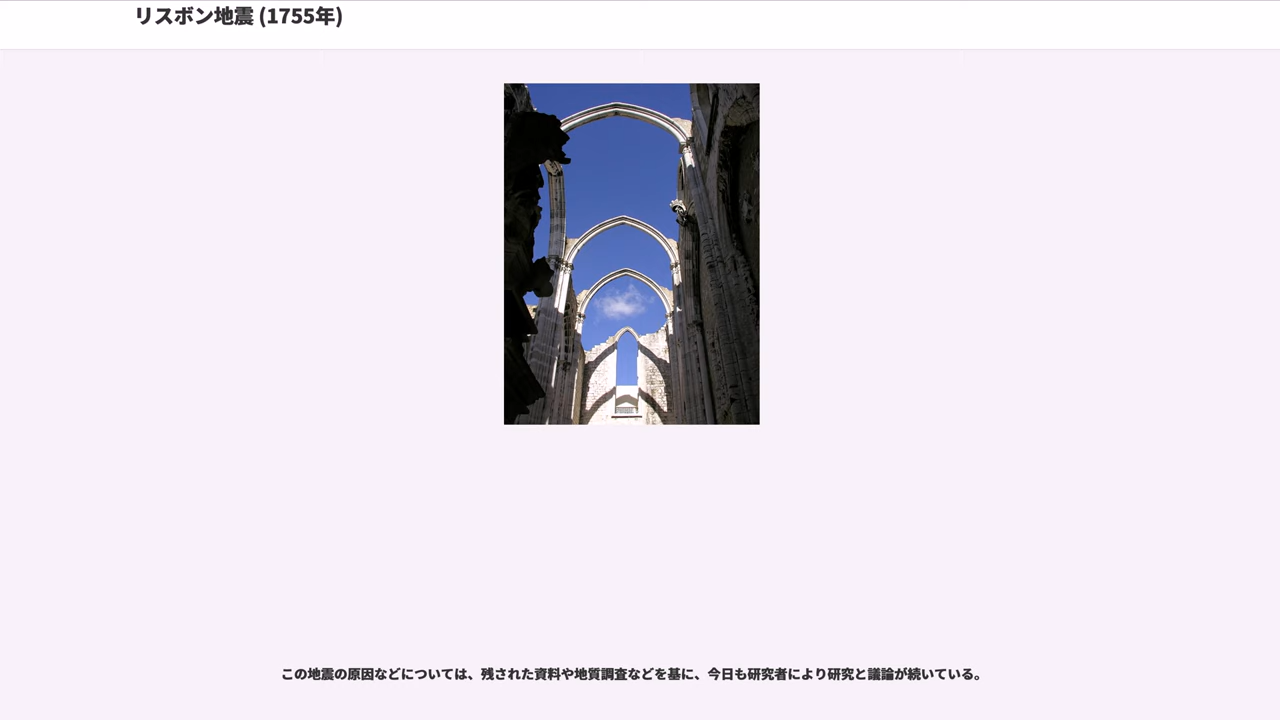 リスボン地震 (1755年)
この地震の原因などについては、残された資料や地質調査などを基に、今日も研究者により研究と議論が続いている。